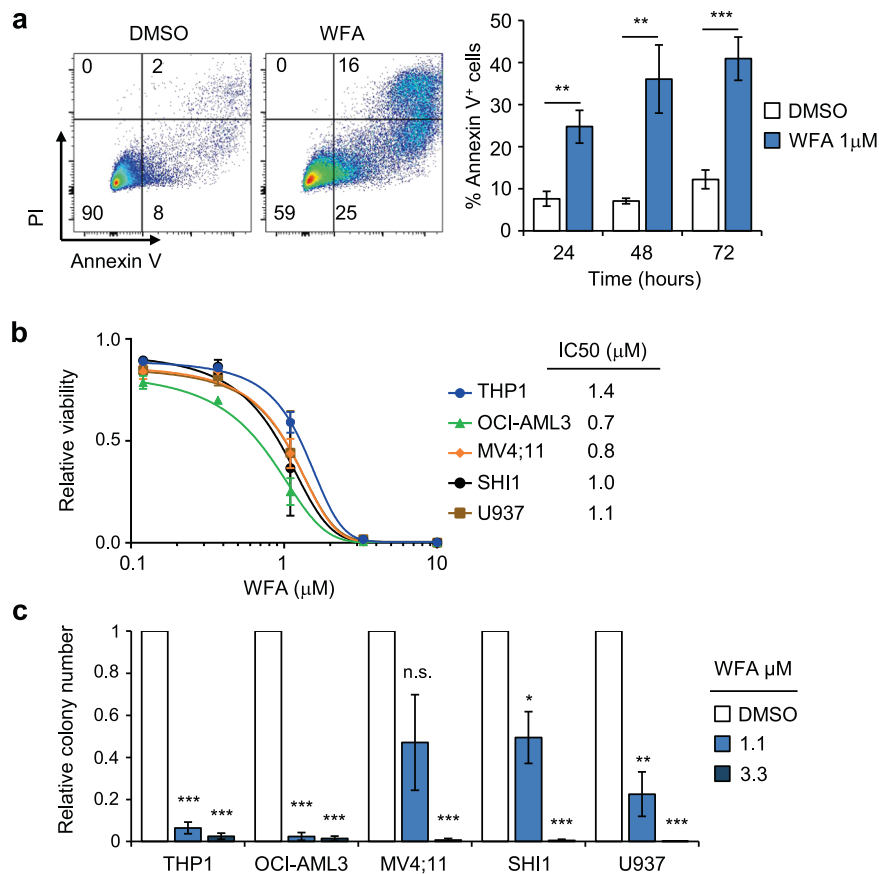 a
DMSO
WFA
0
2
0
16
90
8
59
25
PI
Annexin V
% Annexin V⁺ cells
50
40
30
20
10
0
**
**
***
24
48
72
Time (hours)
DMSO
WFA 1μM
b
Relative viability
1.0
0.5
0.0
0.1
1
10
WFA (μM)
IC50 (μM)
THP1 1.4
OCI-AML3 0.7
MV4;11 0.8
SHI1 1.0
U937 1.1
c
Relative colony number
1
0.8
0.6
0.4
0.2
0
*** ***
*** ***
n.s. ***
* ***
** ***
THP1 OCI-AML3 MV4;11 SHI1 U937
WFA μM
DMSO
1.1
3.3